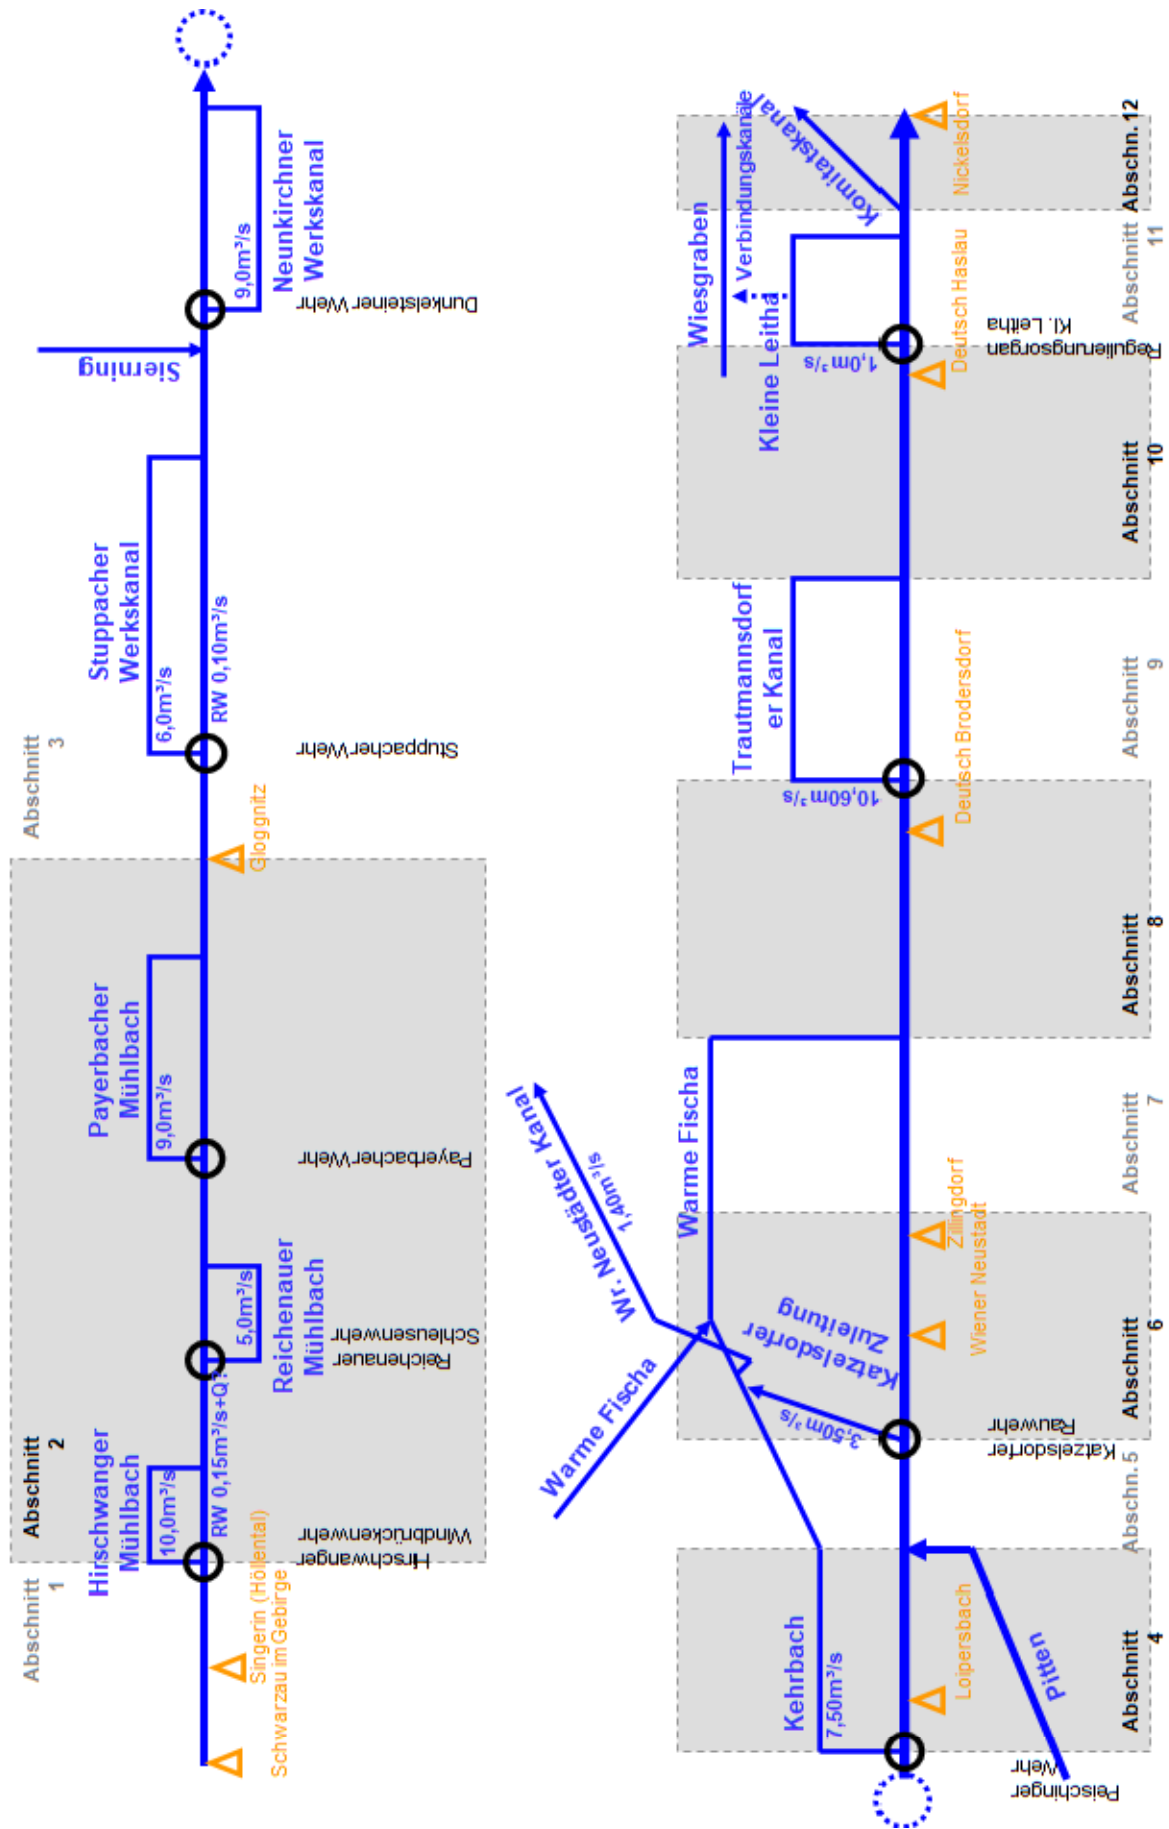 Abschnitt
1
Abschnitt
2
Abschnitt
3
Hirschwanger
Mühlbach
10,0m³/s
RW 0,15m³/s+Q
Hirschwanger
Windbrückenwehr
Schwarzau im Gebirge
Singerin (Höllental)
Reichenauer
Mühlbach
5,0m³/s
Reichenauer
Schleusenwehr
Payerbacher
Mühlbach
9,0m³/s
Payerbacher Wehr
Gloggnitz
Stuppacher
Werkskanal
6,0m³/s
RW 0,10m³/s
Stuppacher Wehr
Sierning
Neunkirchner
Werkskanal
9,0m³/s
Dunkelsteiner Wehr
Peischinger
Wehr
Kehrbach
7,50m³/s
Loipersbach
Pitten
Abschnitt
4
Abschn. 5
Katzelsdorfer
Rauwehr
3,50m³/s
Katzelsdorfer
Zuleitung
Warme Fischa
Wr. Neustädter Kanal
1,40m³/s
Warme Fischa
Wiener Neustadt
Zillingdorf
Abschnitt
6
Abschnitt
7
Abschnitt
8
Deutsch Brodersdorf
Trautmannsdorf
er Kanal
10,60m³/s
Abschnitt
9
Abschnitt
10
Deutsch Haslau
Kleine Leitha
1,0m³/s
Regulierungsorgan
Kl. Leitha
Wiesgraben
Verbindungskanäle
Komitatskanal
Abschnitt
11
Abschn. 12
Nickelsdorf